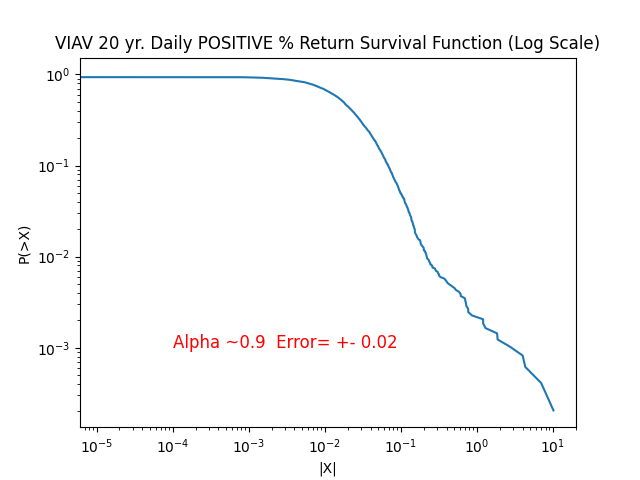 VIAV 20 yr. Daily POSITIVE % Return Survival Function (Log Scale)
10⁰
10⁻¹
10⁻²
10⁻³
P(>X)
Alpha ~0.9  Error= +- 0.02
10⁻⁵ 10⁻⁴ 10⁻³ 10⁻² 10⁻¹ 10⁰ 10¹
|X|